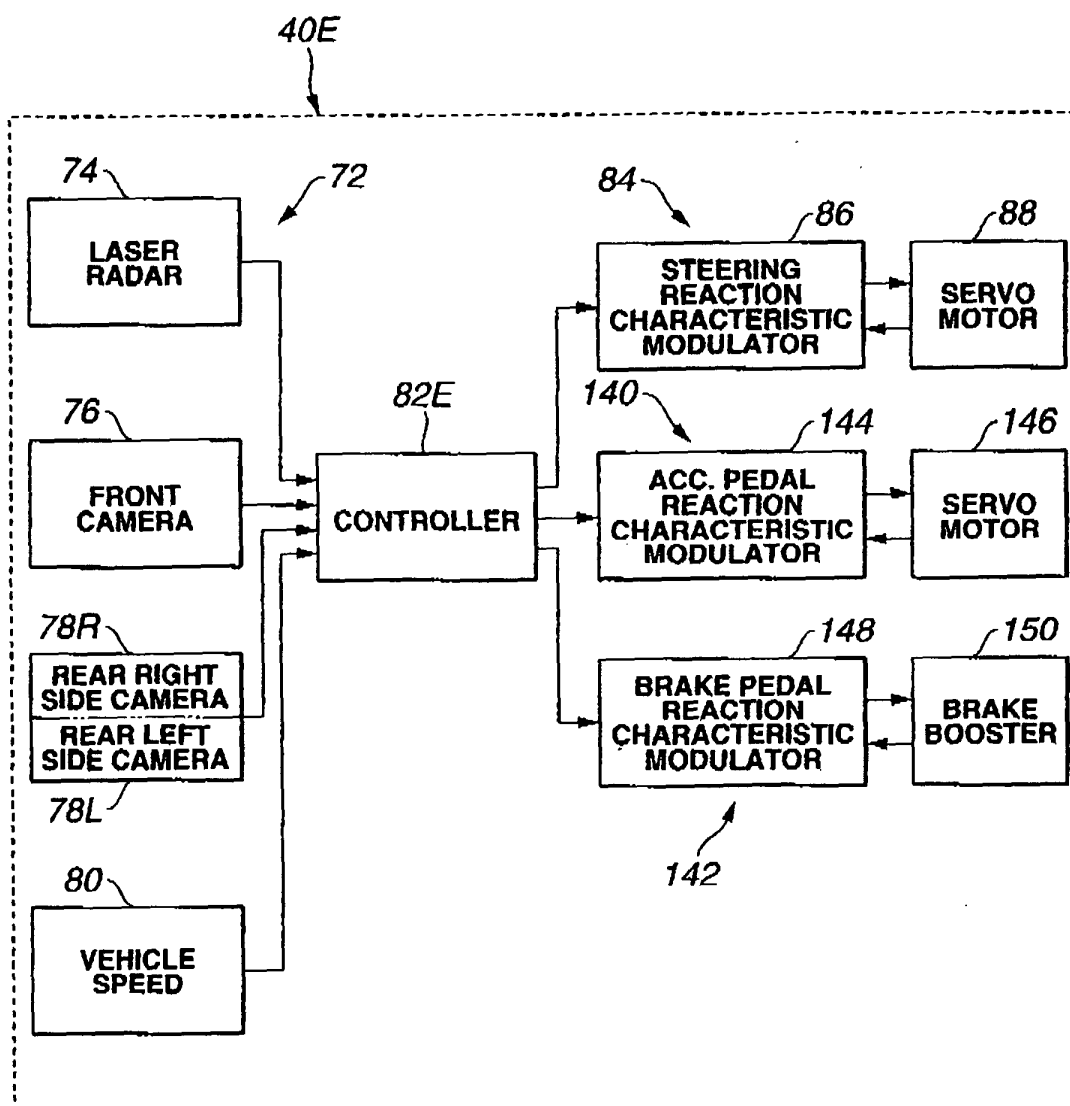 40E
74
72
LASER
RADAR
84
86
88
STEERING
REACTION
CHARACTERISTIC
MODULATOR
SERVO
MOTOR
76
FRONT
CAMERA
82E
CONTROLLER
140
144
146
ACC. PEDAL
REACTION
CHARACTERISTIC
MODULATOR
SERVO
MOTOR
78R
REAR RIGHT
SIDE CAMERA
REAR LEFT
SIDE CAMERA
78L
148
150
BRAKE PEDAL
REACTION
CHARACTERISTIC
MODULATOR
BRAKE
BOOSTER
142
80
VEHICLE
SPEED